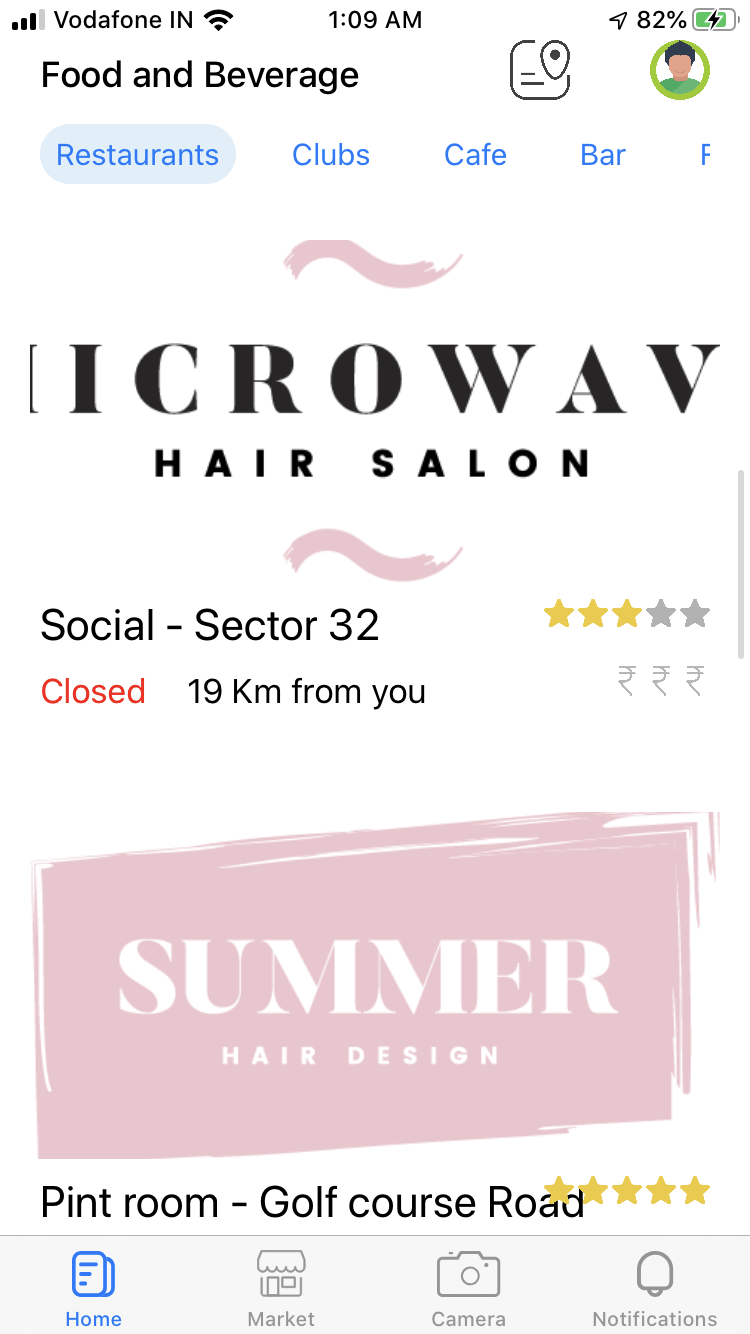 Vodafone IN 1:09 AM 82%
Food and Beverage
Restaurants Clubs Cafe Bar
ICROWAV
HAIR SALON
Social - Sector 32
Closed 19 Km from you
₹ ₹ ₹
SUMMER
HAIR DESIGN
Pint room - Golf course Road
Home Market Camera Notifications